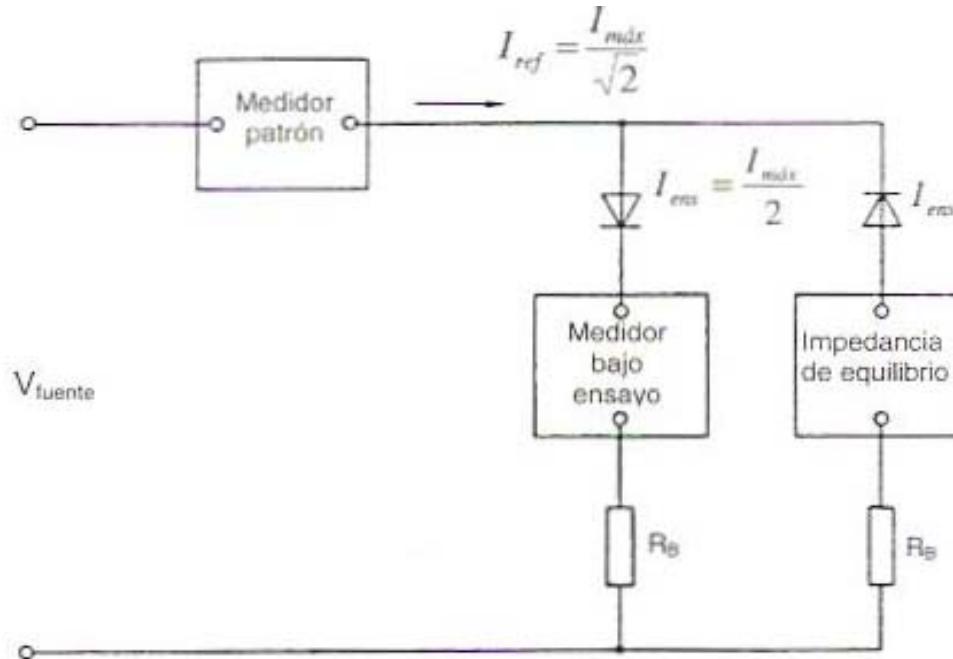 I_ref = I_máx / √2
Medidor
patrón
I_ens = I_máx / 2
I_ens
Medidor
bajo
ensayo
Impedancia
de equilibrio
V_fuente
R_B
R_B